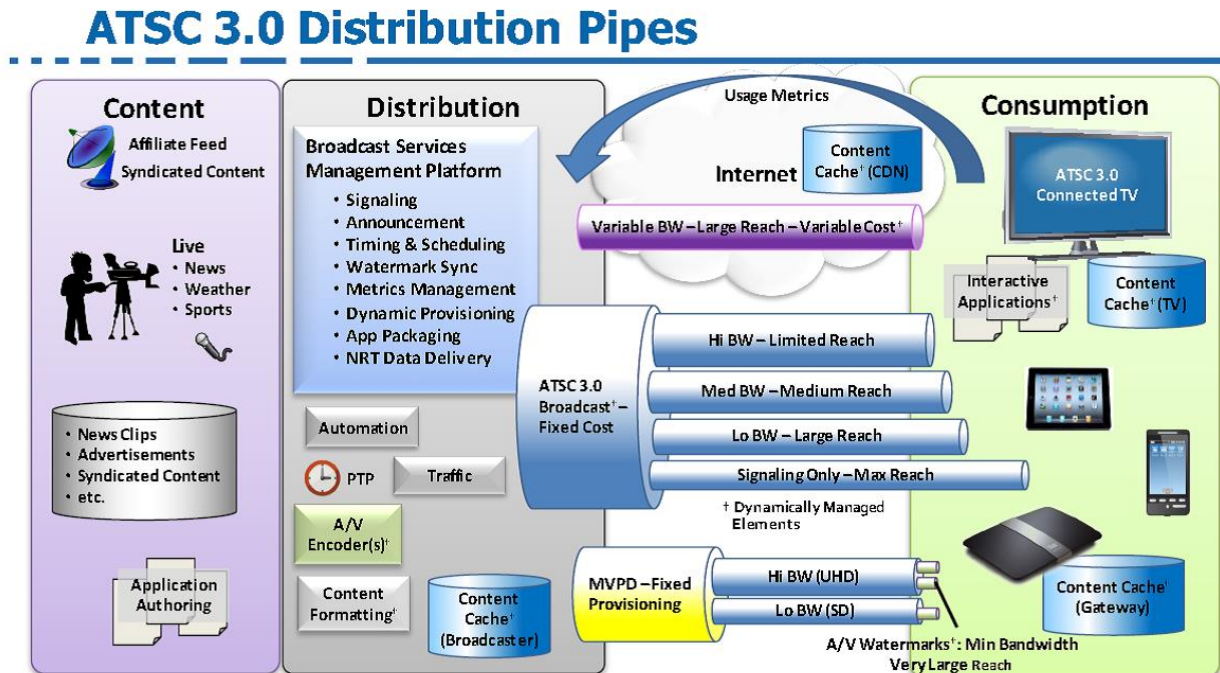 ATSC 3.0 Distribution Pipes
Content
Affiliate Feed
Syndicated Content
Live
• News
• Weather
• Sports
• News Clips
• Advertisements
• Syndicated Content
• etc.
Application
Authoring
Distribution
Broadcast Services
Management Platform
• Signaling
• Announcement
• Timing & Scheduling
• Watermark Sync
• Metrics Management
• Dynamic Provisioning
• App Packaging
• NRT Data Delivery
Automation
PTP
Traffic
A/V
Encoder(s)†
Content
Formatting†
Content
Cache†
(Broadcaster)
Usage Metrics
Internet
Content
Cache† (CDN)
Variable BW – Large Reach – Variable Cost†
ATSC 3.0
Broadcast† –
Fixed Cost
Hi BW – Limited Reach
Med BW – Medium Reach
Lo BW – Large Reach
Signaling Only – Max Reach
† Dynamically Managed
Elements
MVPD – Fixed
Provisioning
Hi BW (UHD)
Lo BW (SD)
A/V Watermarks†: Min Bandwidth
Very Large Reach
Consumption
ATSC 3.0
Connected TV
Interactive
Applications†
Content
Cache† (TV)
Content Cache†
(Gateway)